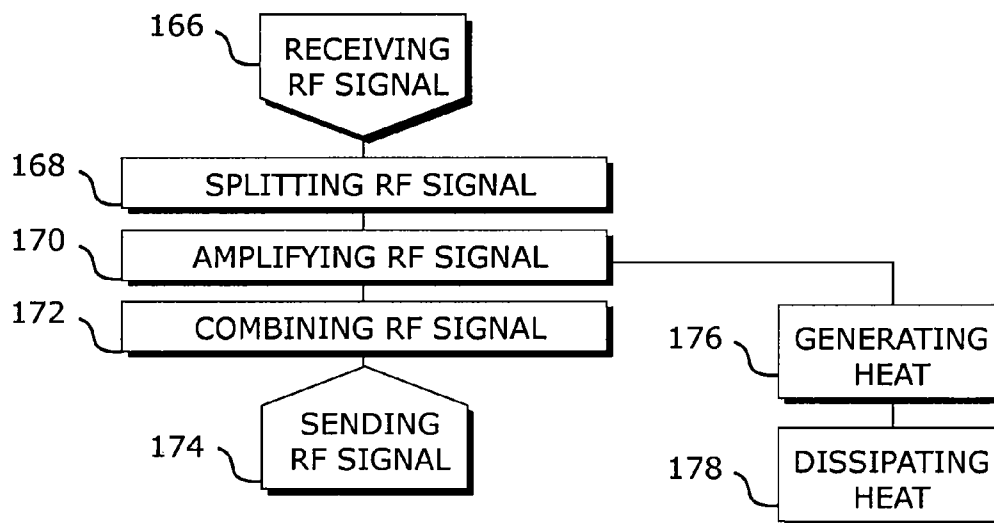 166
RECEIVING
RF SIGNAL
168
SPLITTING RF SIGNAL
170
AMPLIFYING RF SIGNAL
172
COMBINING RF SIGNAL
174
SENDING
RF SIGNAL
176
GENERATING
HEAT
178
DISSIPATING
HEAT